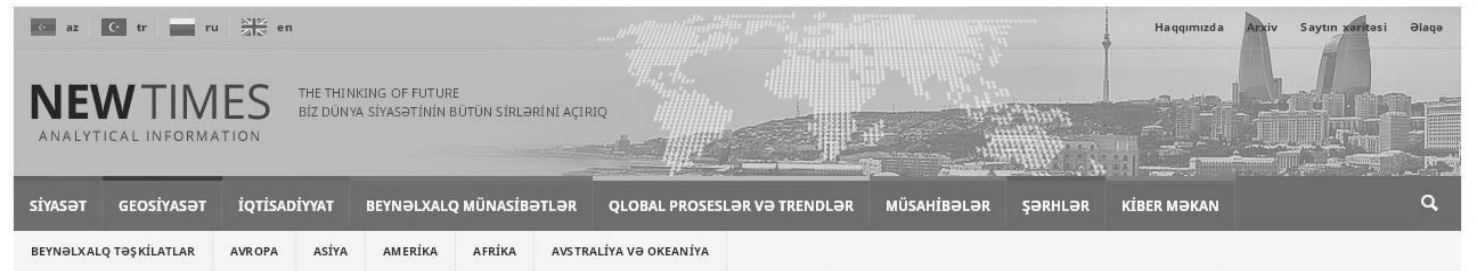 az tr ru en Haqqımızda Arxiv Saytın xəritəsi Əlaqə
NEWTIMES
ANALYTICAL INFORMATION
THE THINKING OF FUTURE
BİZ DÜNYA SİYASƏTİNİN BÜTÜN SİRLƏRİNİ AÇIRIQ
SİYASƏT GEOSİYASƏT İQTİSADİYYAT BEYNƏLXALQ MÜNASİBƏTLƏR QLOBAL PROSESLƏR VƏ TRENDLƏR MÜSAHİBƏLƏR ŞƏRHLƏR KİBER MƏKAN
BEYNƏLXALQ TƏŞKİLATLAR AVROPA ASİYA AMERİKA AFRİKA AVSTRALİYA VƏ OKEANİYA